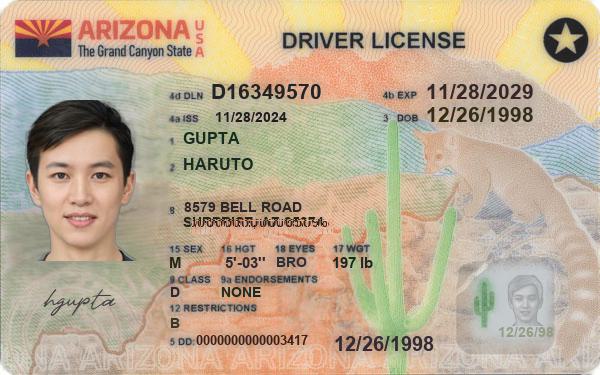 ARIZONA USA
The Grand Canyon State
DRIVER LICENSE
4d DLN D16349570
4b EXP 11/28/2029
4a ISS 11/28/2024
3 DOB 12/26/1998
1 GUPTA
2 HARUTO
8 8579 BELL ROAD
15 SEX 16 HGT 18 EYES 17 WGT
M 5'-03" BRO 197 lb
9 CLASS 9a ENDORSEMENTS
D NONE
12 RESTRICTIONS
B
hgupta
5 DD: 0000000000003417
12/26/1998
12/26/98
ARIZONA ARIZONA ARIZONA ARIZONA